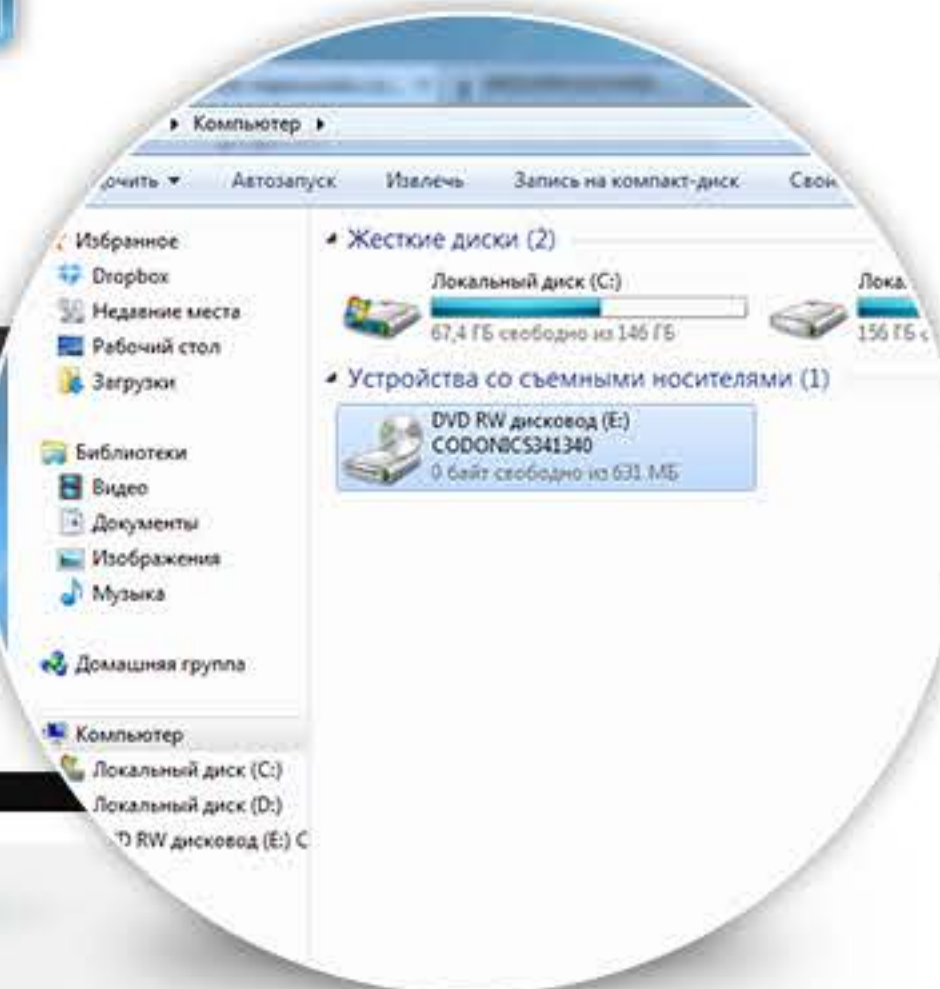 Компьютер
Автозапуск Извлечь Запись на компакт-диск
Избранное
Dropbox
Недавние места
Рабочий стол
Загрузки
Библиотеки
Видео
Документы
Изображения
Музыка
Домашняя группа
Компьютер
Локальный диск (C:)
Локальный диск (D:)
RW дисковод (E:) C
Жесткие диски (2)
Локальный диск (C:)
67,4 ГБ свободно из 146 ГБ
156 ГБ
Устройства со съемными носителями (1)
DVD RW дисковод (E:)
CODONICS341340
0 байт свободно из 631 МБ